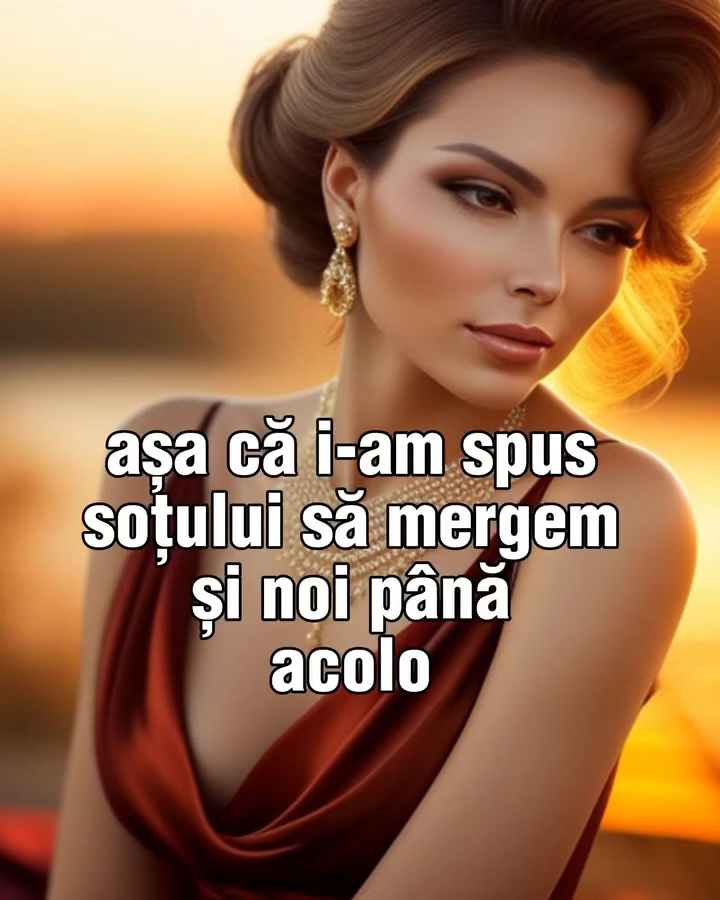 așa că i-am spus
soțului să mergem
și noi până
acolo